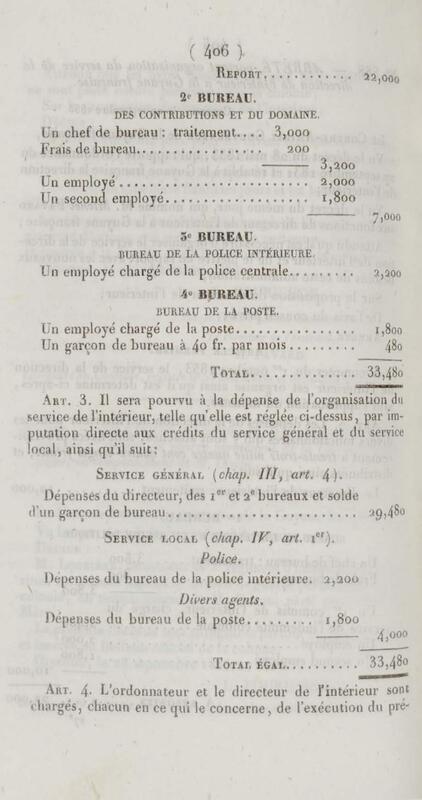 ( 406 )
REPORT............ 22,000
2e BUREAU.
DES CONTRIBUTIONS ET DU DOMAINE.
Un chef de bureau : traitement.... 3,000
Frais de bureau................ 200
3,200
Un employé.................... 2,000
Un second employé................... 1,800
7,000
3e BUREAU.
BUREAU DE LA POLICE INTÉRIEURE.
Un employé chargé de la police centrale......... 2,200
4e BUREAU.
BUREAU DE LA POSTE.
Un employé chargé de la poste................ 1,800
Un garçon de bureau à 40 fr. par mois......... 480
TOTAL.............. 33,480
ART. 3. Il sera pourvu à la dépense de l'organisation du
service de l'intérieur, telle qu'elle est réglée ci-dessus, par im-
putation directe aux crédits du service général et du service
local, ainsi qu'il suit :
SERVICE GÉNÉRAL (chap. III, art. 4).
Dépenses du directeur, des 1er et 2e bureaux et solde
d'un garçon de bureau...................... 29,480
SERVICE LOCAL (chap. IV, art. 1er).
Police.
Dépenses du bureau de la police intérieure. 2,200
Divers agents.
Dépenses du bureau de la poste......... 1,800
4,000
TOTAL ÉGAL.......... 33,480
ART. 4. L'ordonnateur et le directeur de l'intérieur sont
chargés, chacun en ce qui le concerne, de l'exécution du pré-